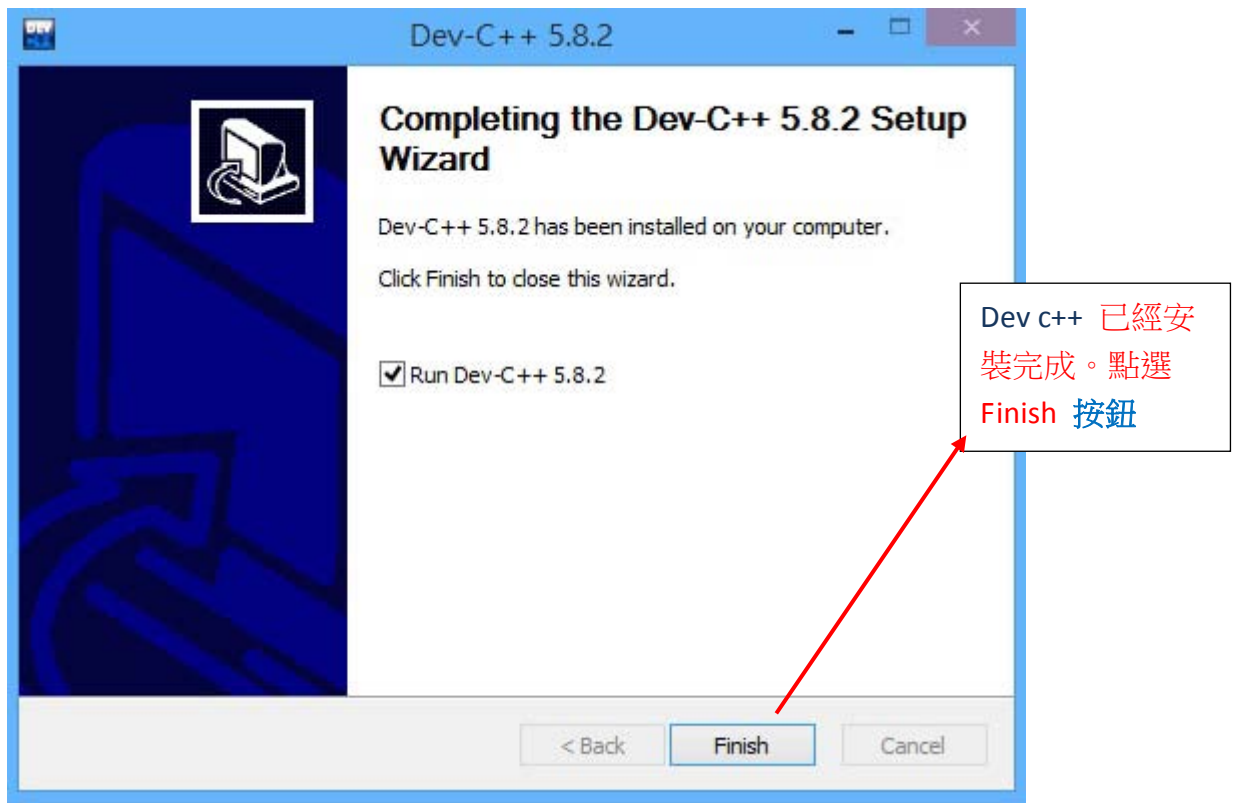 Dev-C++ 5.8.2
Completing the Dev-C++ 5.8.2 Setup
Wizard
Dev-C++ 5.8.2 has been installed on your computer.
Click Finish to close this wizard.
Run Dev-C++ 5.8.2
Dev c++ 已經安
裝完成。點選
Finish 按鈕
< Back
Finish
Cancel